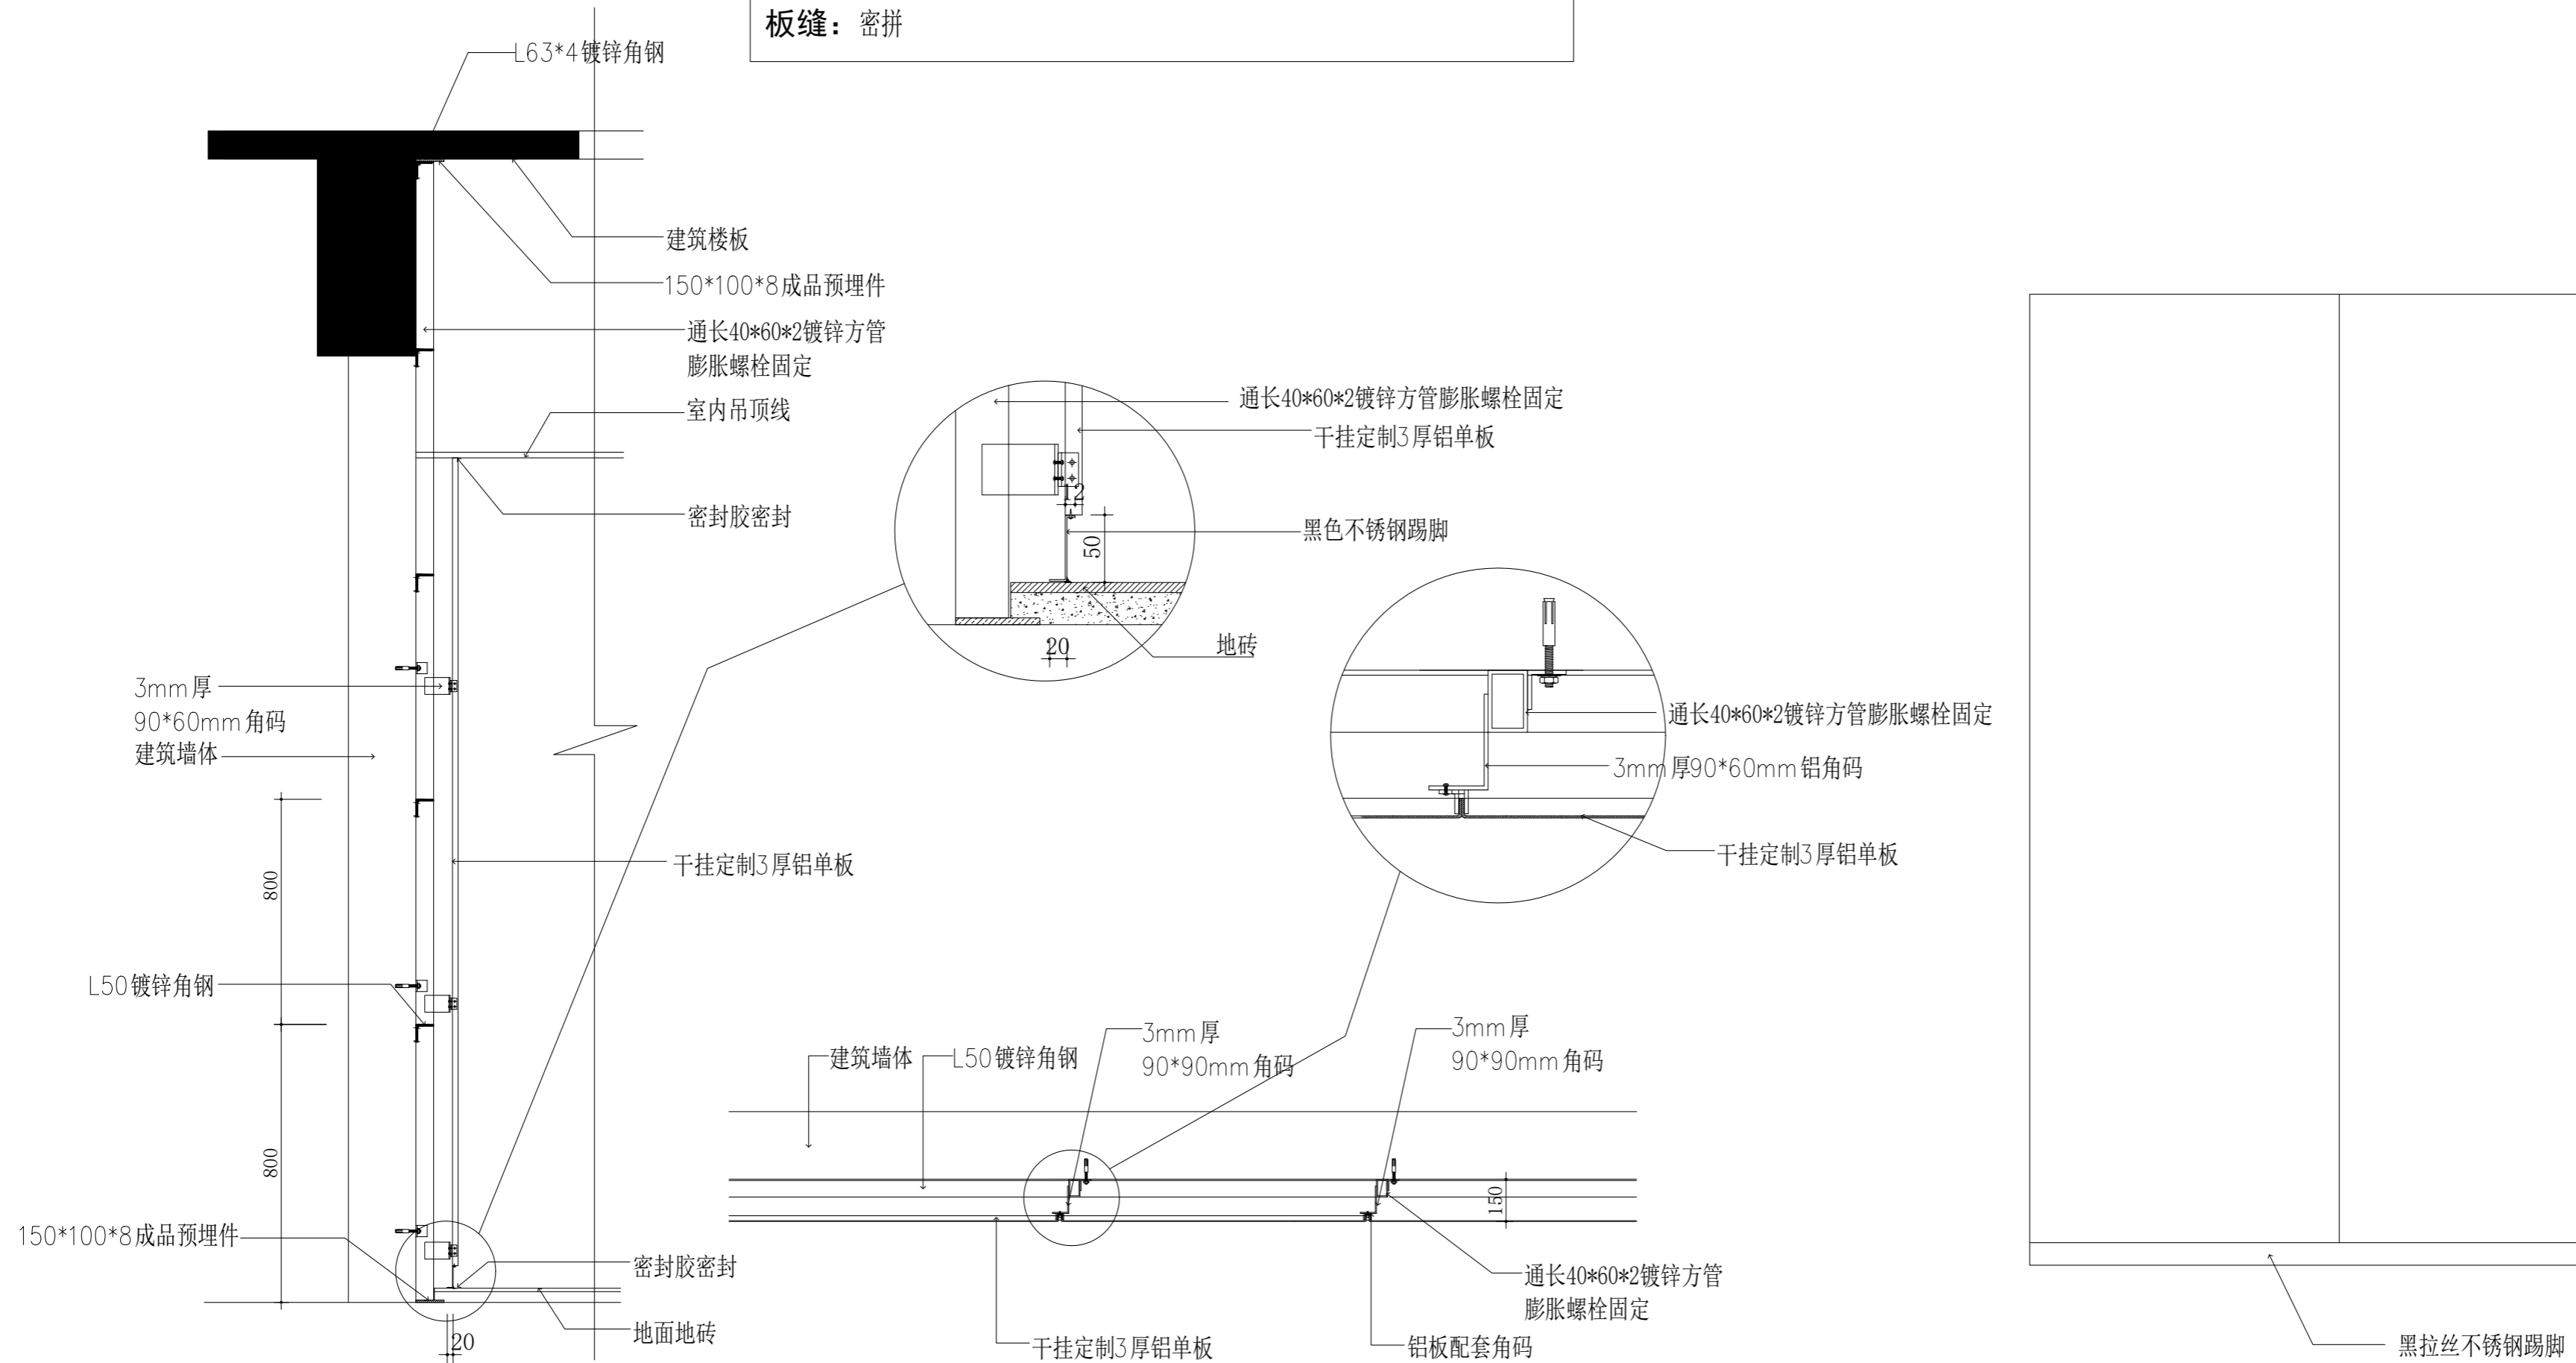 板缝：密拼
L63*4镀锌角钢
建筑楼板
150*100*8成品预埋件
通长40*60*2镀锌方管
膨胀螺栓固定
室内吊顶线
密封胶密封
3mm厚
90*60mm角码
建筑墙体
800
干挂定制3厚铝单板
L50镀锌角钢
800
150*100*8成品预埋件
密封胶密封
地面地砖
20
通长40*60*2镀锌方管膨胀螺栓固定
干挂定制3厚铝单板
12
黑色不锈钢踢脚
50
20
地砖
通长40*60*2镀锌方管膨胀螺栓固定
3mm厚90*60mm铝角码
干挂定制3厚铝单板
建筑墙体
L50镀锌角钢
3mm厚
90*90mm角码
3mm厚
90*90mm角码
150
通长40*60*2镀锌方管
膨胀螺栓固定
干挂定制3厚铝单板
铝板配套角码
黑拉丝不锈钢踢脚